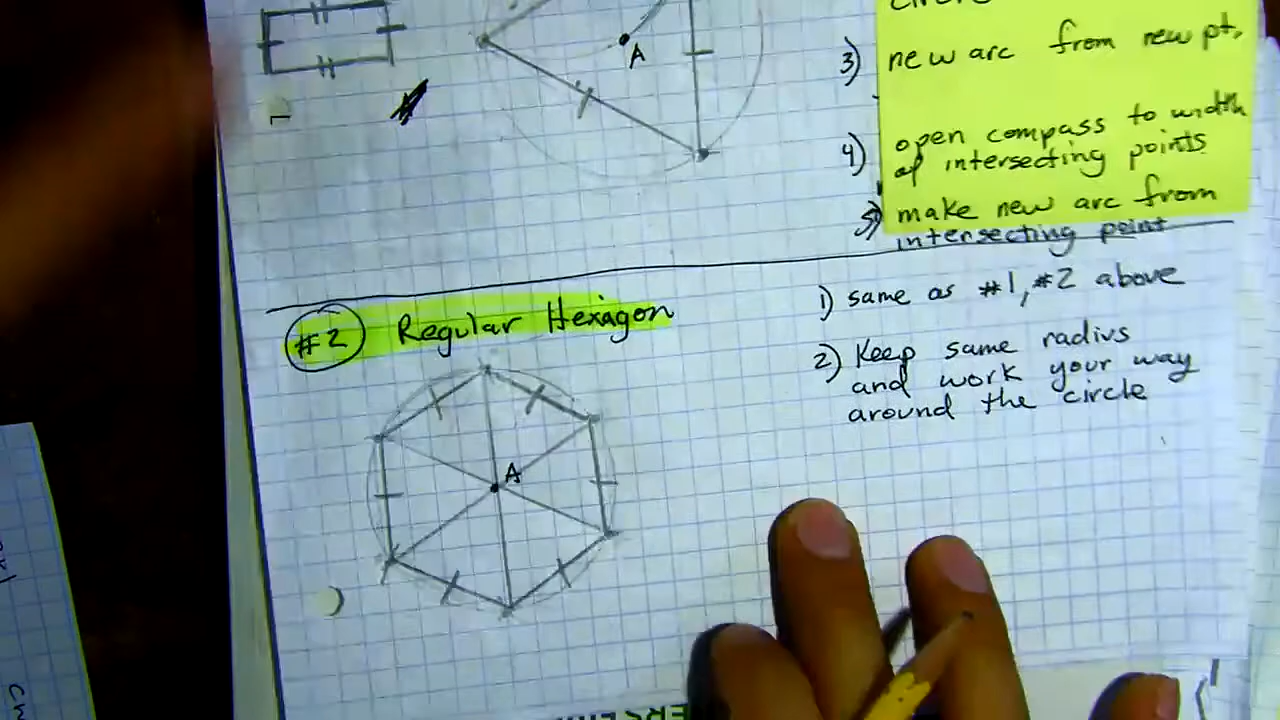 A
3) new arc from new pt.
4) open compass to width
of intersecting points
5) make new arc from
intersecting point
#2 Regular Hexagon
A
1) same as #1, #2 above
2) Keep same radius
and work your way
around the circle